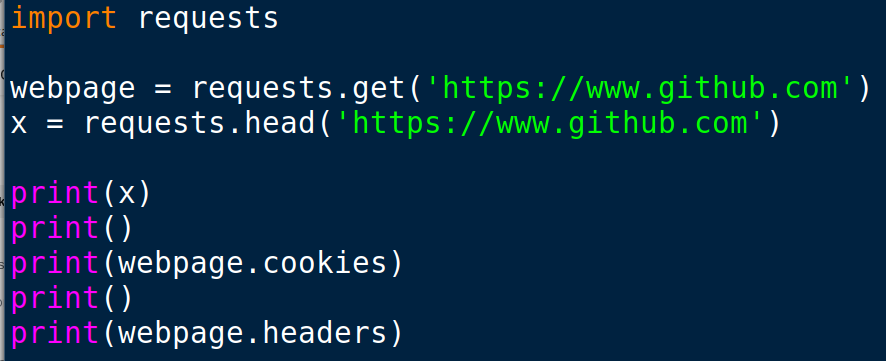 import requests
webpage = requests.get('https://www.github.com')
x = requests.head('https://www.github.com')
print(x)
print()
print(webpage.cookies)
print()
print(webpage.headers)